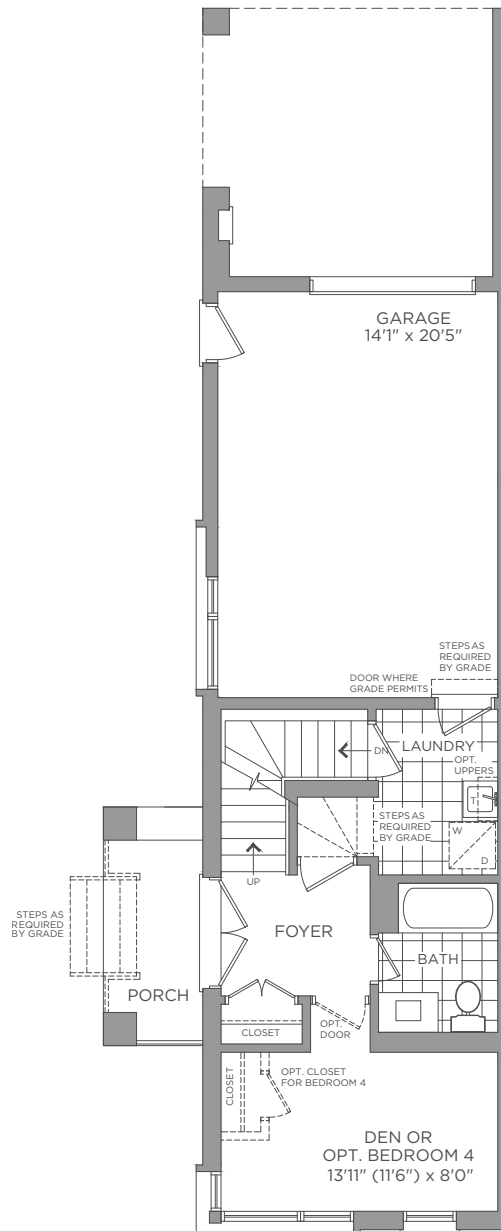 GARAGE
14'1" x 20'5"
STEPS AS
REQUIRED
BY GRADE
DOOR WHERE
GRADE PERMITS
DN
LAUNDRY
OPT.
UPPERS
T
STEPS AS
REQUIRED
BY GRADE
W
D
UP
STEPS AS
REQUIRED
BY GRADE
FOYER
BATH
PORCH
CLOSET
OPT.
DOOR
CLOSET
OPT. CLOSET
FOR BEDROOM 4
DEN OR
OPT. BEDROOM 4
13'11" (11'6") x 8'0"